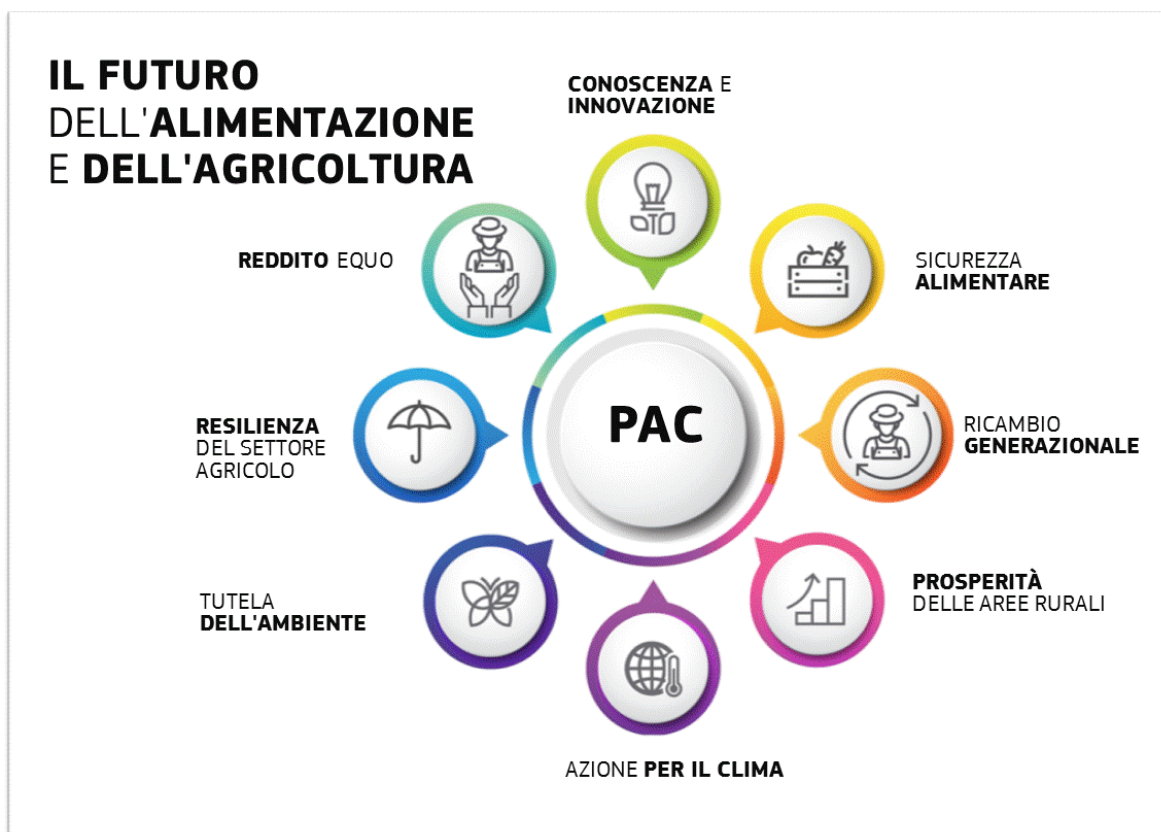 IL FUTURO
DELL'ALIMENTAZIONE
E DELL'AGRICOLTURA
CONOSCENZA E
INNOVAZIONE
REDDITO EQUO
SICUREZZA
ALIMENTARE
PAC
RESILIENZA
DEL SETTORE
AGRICOLO
RICAMBIO
GENERAZIONALE
TUTELA
DELL'AMBIENTE
PROSPERITÀ
DELLE AREE RURALI
AZIONE PER IL CLIMA